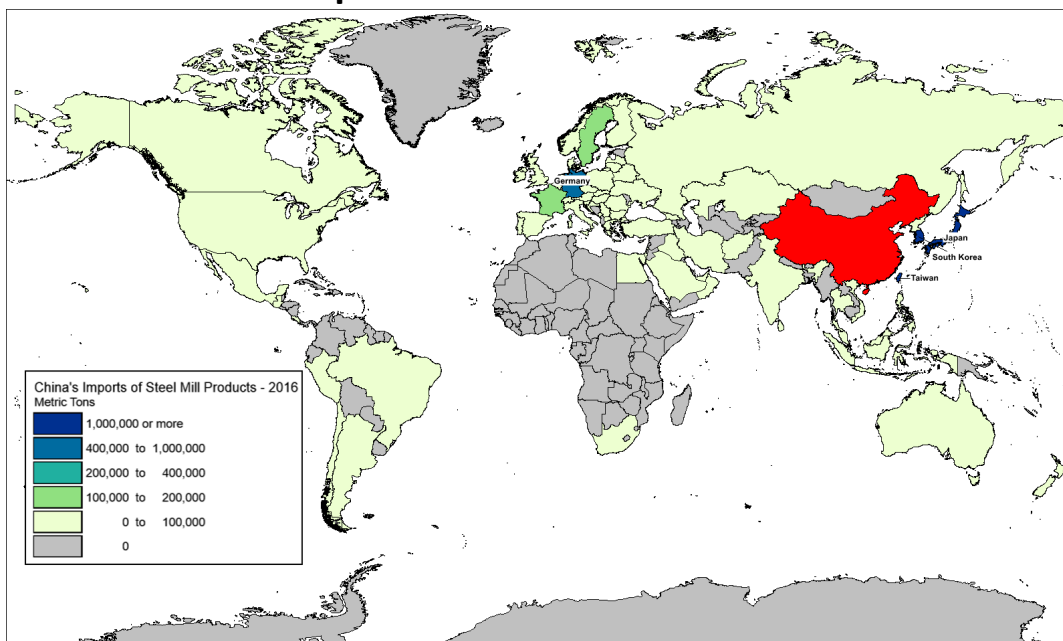 Germany
Japan
South Korea
Taiwan
China's Imports of Steel Mill Products - 2016
Metric Tons
1,000,000 or more
400,000 to 1,000,000
200,000 to 400,000
100,000 to 200,000
0 to 100,000
0